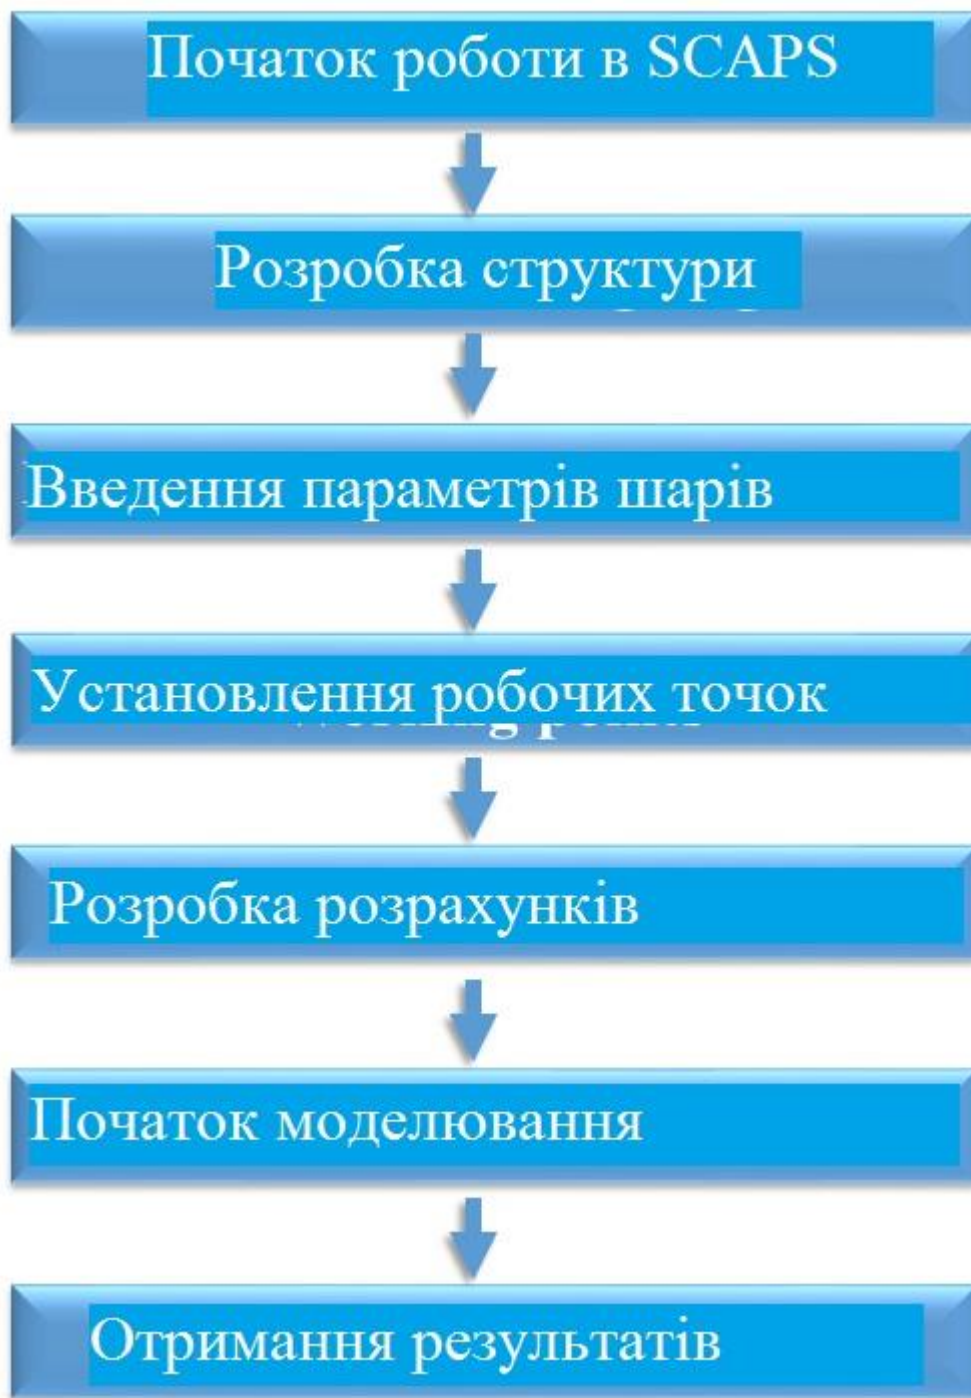 Початок роботи в SCAPS
Розробка структури
Введення параметрів шарів
Установлення робочих точок
Розробка розрахунків
Початок моделювання
Отримання результатів